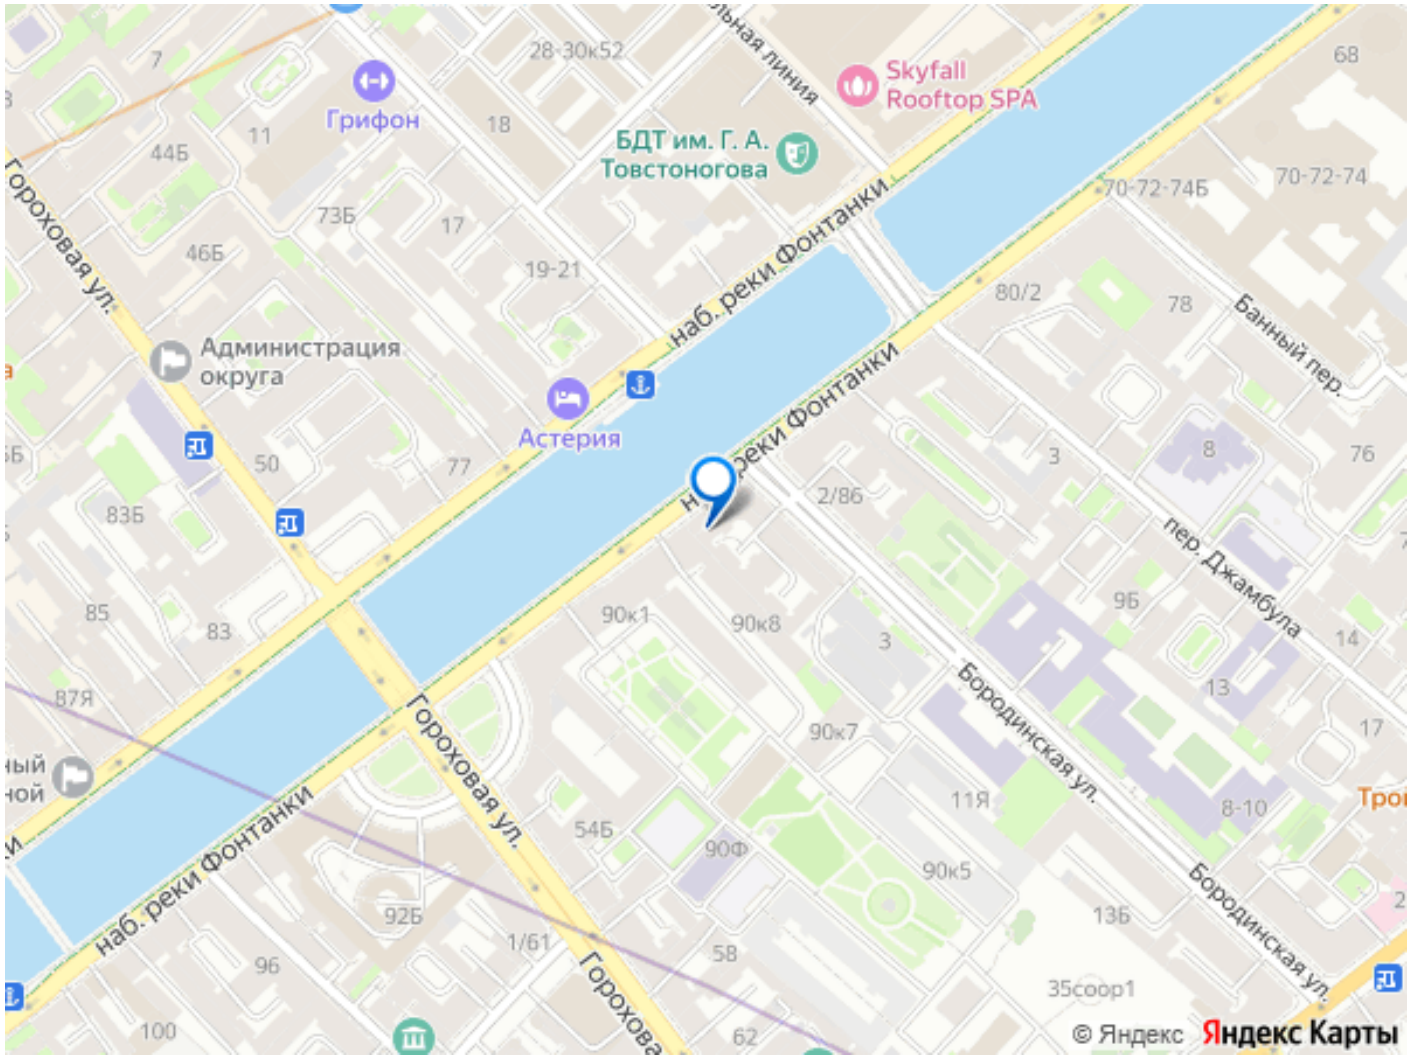 68
28-30к52
7
Skyfall
Rooftop SPA
Грифон
18
11
БДТ им. Г. А.
Товстоногова
44Б
Гороховая ул.
70-72-74Б
70-72-74
73Б
17
наб. реки Фонтанки
46Б
19-21
80/2
78
Банный пер.
Администрация
округа
наб. реки Фонтанки
Астерия
50
77
3
8
76
2/86
83Б
пер. Джамбула
85
83
90к1
90к8
9Б
14
3
87Я
13
Бородинская ул.
17
90к7
Гороховая ул.
11Я
8-10
наб. реки Фонтанки
54Б
90Ф
90к5
92Б
13Б
Бородинская ул.
1/61
58
96
35соор1
100
62
© Яндекс
Яндекс Карты